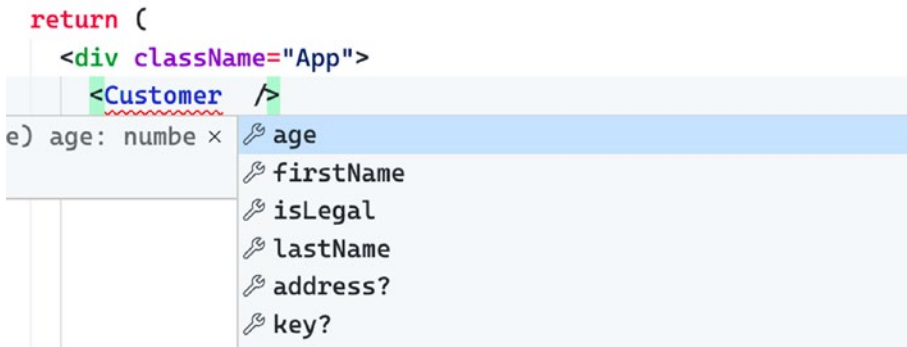 return (
<div className="App">
<Customer />
e) age: numbe × age
firstName
isLegal
lastName
address?
key?